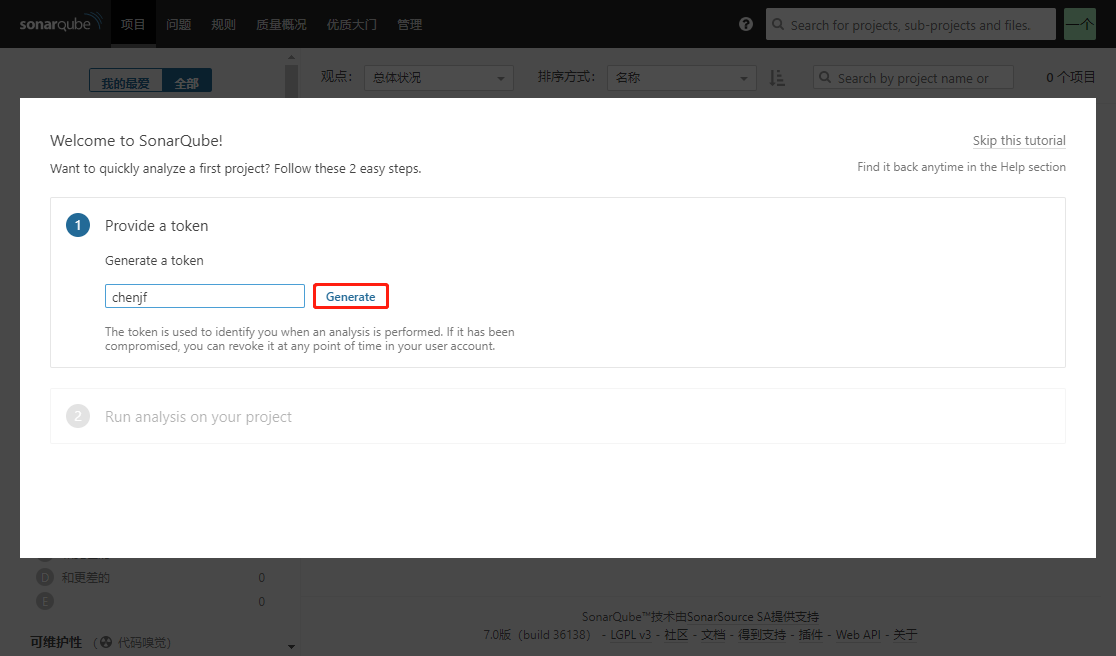 sonarqube 项目 问题 规则 质量概况 优质大门 管理 ? Search for projects, sub-projects and files. 一个
我的最爱 全部 观点： 总体状况 排序方式： 名称 Search by project name or 0 个项目
Welcome to SonarQube! Skip this tutorial
Want to quickly analyze a first project? Follow these 2 easy steps. Find it back anytime in the Help section
1 Provide a token
Generate a token
chenjf Generate
The token is used to identify you when an analysis is performed. If it has been
compromised, you can revoke it at any point of time in your user account.
2 Run analysis on your project
D 和更差的 0
E 0
SonarQube™技术由SonarSource SA提供支持
可维护性 （ 代码嗅觉）
7.0版（build 36138） - LGPL v3 - 社区 - 文档 - 得到支持 - 插件 - Web API - 关于